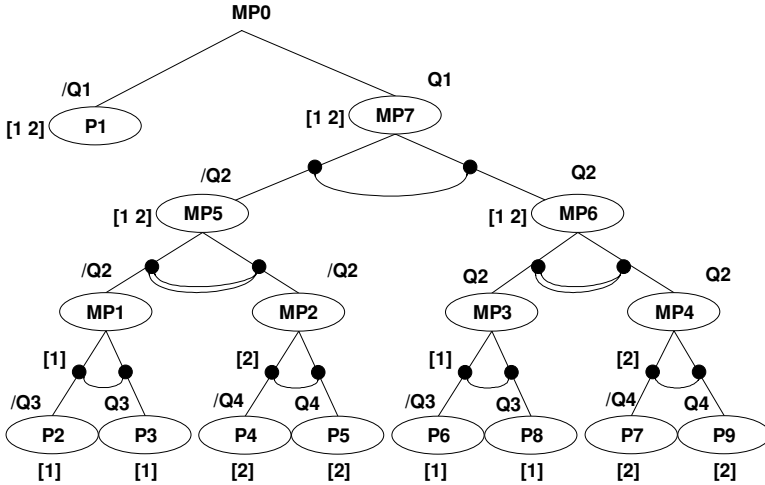 MP0
/Q1 Q1
[1 2] P1 [1 2] MP7
/Q2 Q2
[1 2] MP5 [1 2] MP6
/Q2 /Q2 Q2 Q2
MP1 MP2 MP3 MP4
[1] [2] [1] [2]
/Q3 Q3 /Q4 Q4 /Q3 Q3 /Q4 Q4
P2 P3 P4 P5 P6 P8 P7 P9
[1] [1] [2] [2] [1] [1] [2] [2]